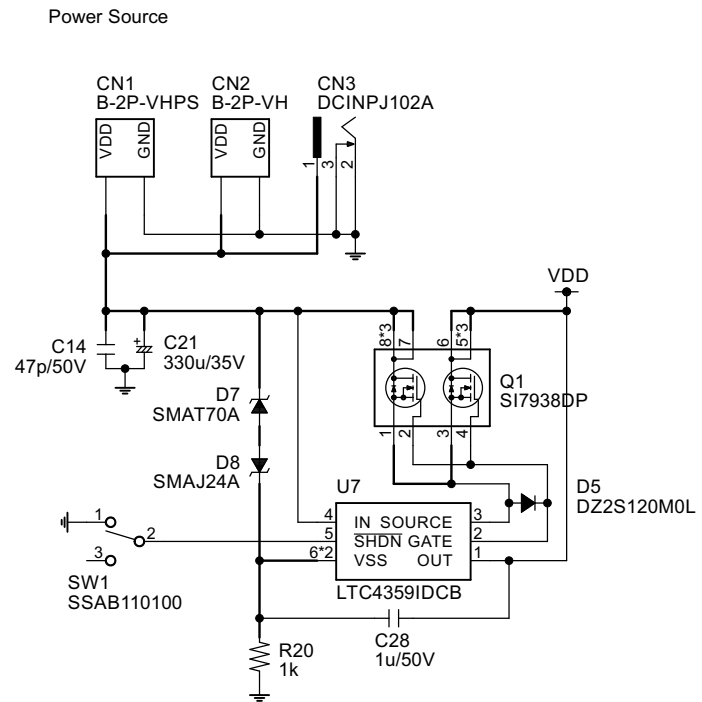 Power Source
CN1
B-2P-VHPS
CN2
B-2P-VH
CN3
DCINPJ102A
VDD
GND
VDD
GND
1
3
2
VDD
8*3
7
6
5*3
C14
47p/50V
+
C21
330u/35V
Q1
SI7938DP
D7
SMAT70A
1
2
3
4
D8
SMAJ24A
U7
D5
DZ2S120M0L
4
IN
SOURCE
3
5
SHDN
GATE
2
6*2
VSS
OUT
1
1
2
3
SW1
SSAB110100
LTC4359IDCB
C28
1u/50V
R20
1k